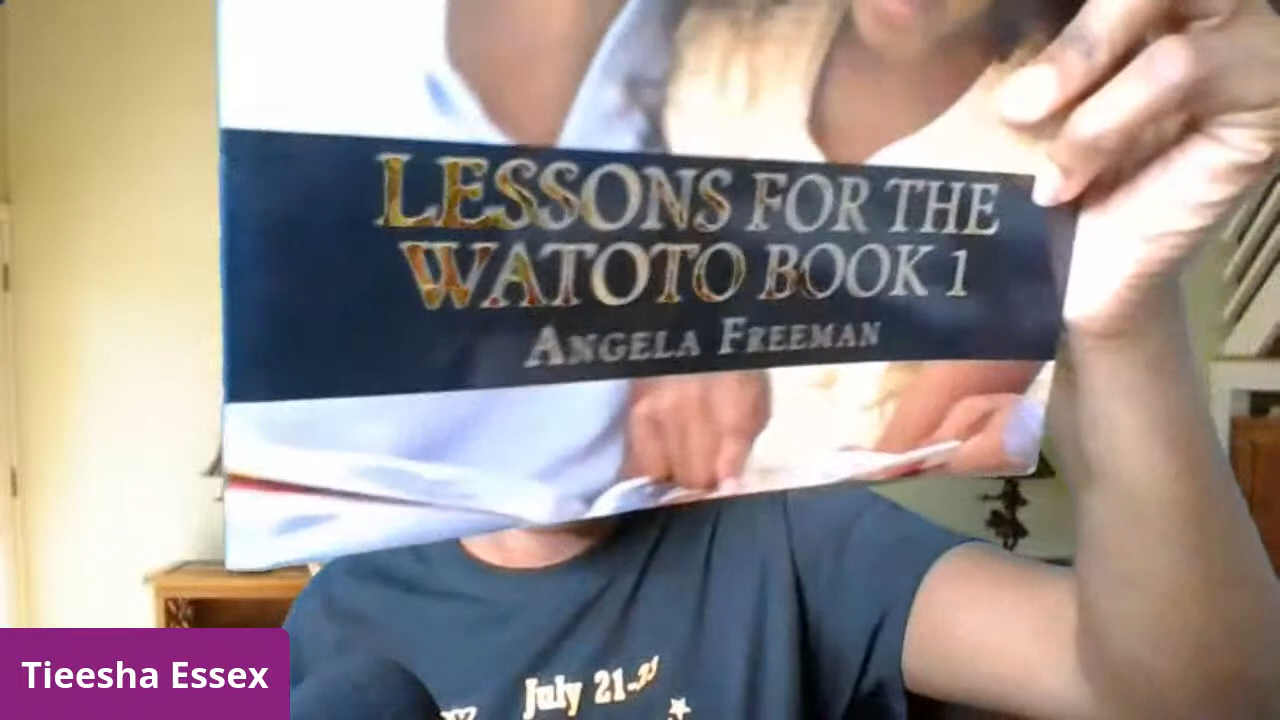 LESSONS FOR THE
WATOTO BOOK 1
ANGELA FREEMAN
Tieesha Essex
July 21-